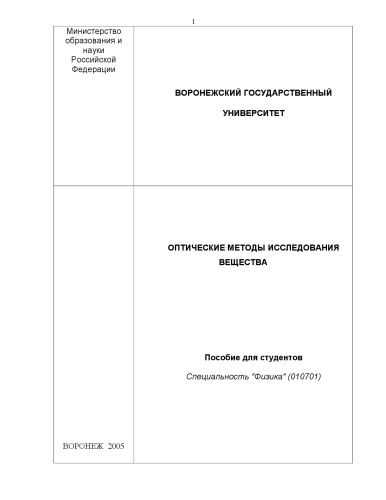 1
Министерство
образования и
науки
Российской
Федерации
ВОРОНЕЖСКИЙ ГОСУДАРСТВЕННЫЙ
УНИВЕРСИТЕТ
ОПТИЧЕСКИЕ МЕТОДЫ ИССЛЕДОВАНИЯ
ВЕЩЕСТВА
Пособие для студентов
Специальность "Физика" (010701)
ВОРОНЕЖ 2005